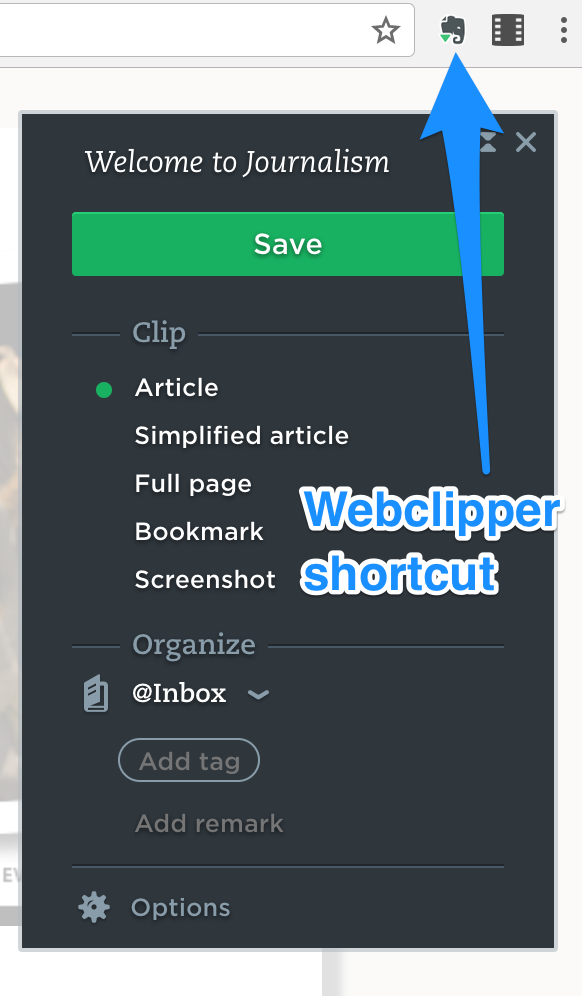 Welcome to Journalism
Save
Clip
Article
Simplified article
Full page
Webclipper
Bookmark
shortcut
Screenshot
Organize
@Inbox
Add tag
Add remark
Options